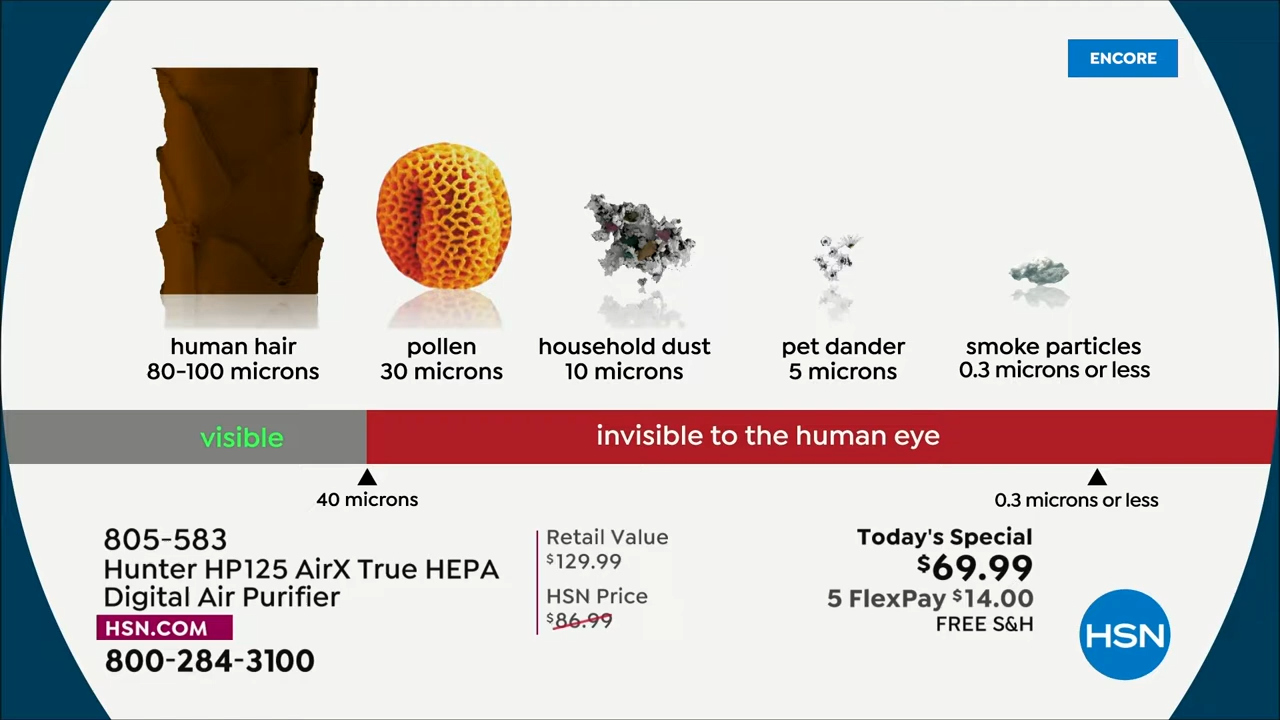 ENCORE
human hair
80-100 microns
pollen
30 microns
household dust
10 microns
pet dander
5 microns
smoke particles
0.3 microns or less
visible
invisible to the human eye
40 microns
0.3 microns or less
805-583
Hunter HP125 AirX True HEPA
Digital Air Purifier
HSN.COM
800-284-3100
Retail Value
$129.99
HSN Price
$86.99
Today's Special
$69.99
5 FlexPay $14.00
FREE S&H
HSN